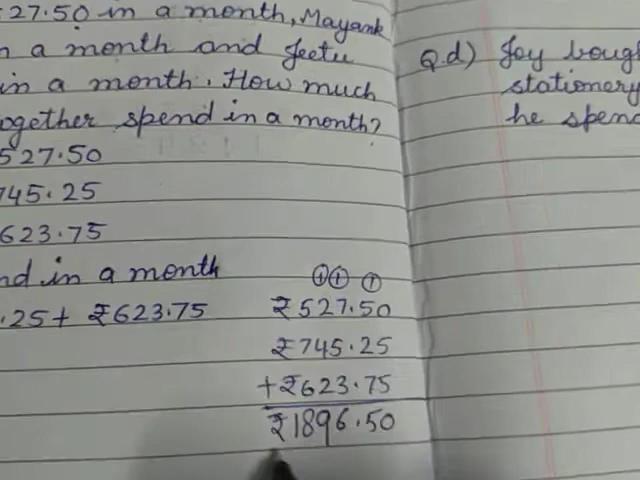 27.50 in a month, Mayank
n a month and Jeetu
in a month. How much
ogether spend in a month?
527.50
745.25
623.75
nd in a month
.25 + ₹623.75
① ① ①
₹527.50
₹745.25
+₹623.75
₹1896.50
Q.d) Joy bough
stationery
he spend